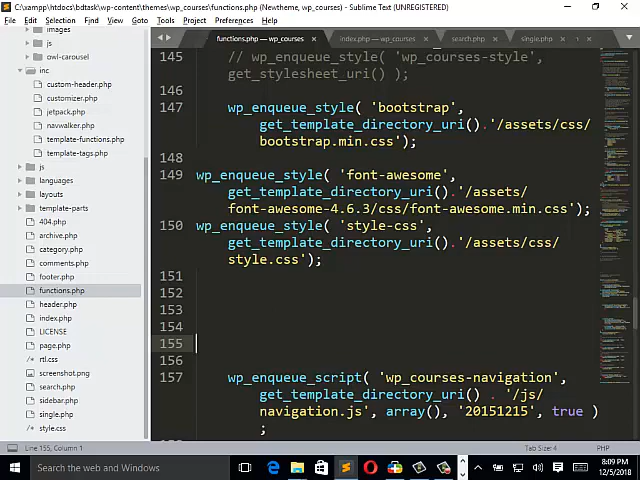 C:\xampp\htdocs\bdtask\wp-content\themes\wp_courses\functions.php (Newtheme, wp_courses) - Sublime Text (UNREGISTERED)
File Edit Selection Find View Goto Tools Project Preferences Help
images
js
owl-carousel
inc
custom-header.php
customizer.php
jetpack.php
navwalker.php
template-functions.php
template-tags.php
js
languages
layouts
template-parts
404.php
archive.php
category.php
comments.php
footer.php
functions.php
header.php
index.php
LICENSE
page.php
rtl.css
screenshot.png
search.php
sidebar.php
single.php
style.css
functions.php — wp_courses × index.php — wp_courses × search.php × single.php ×
145 // wp_enqueue_style( 'wp_courses-style',
get_stylesheet_uri() );
146
147 wp_enqueue_style( 'bootstrap',
get_template_directory_uri().'/assets/css/
bootstrap.min.css');
148
149 wp_enqueue_style( 'font-awesome',
get_template_directory_uri().'/assets/
font-awesome-4.6.3/css/font-awesome.min.css');
150 wp_enqueue_style( 'style-css',
get_template_directory_uri().'/assets/css/
style.css');
151
152
153
154
155
156
157 wp_enqueue_script( 'wp_courses-navigation',
get_template_directory_uri() . '/js/
navigation.js', array(), '20151215', true )
;
Line 155, Column 1 Tab Size: 4 PHP
Search Windows and Your Files
8:09 PM
12/5/2018